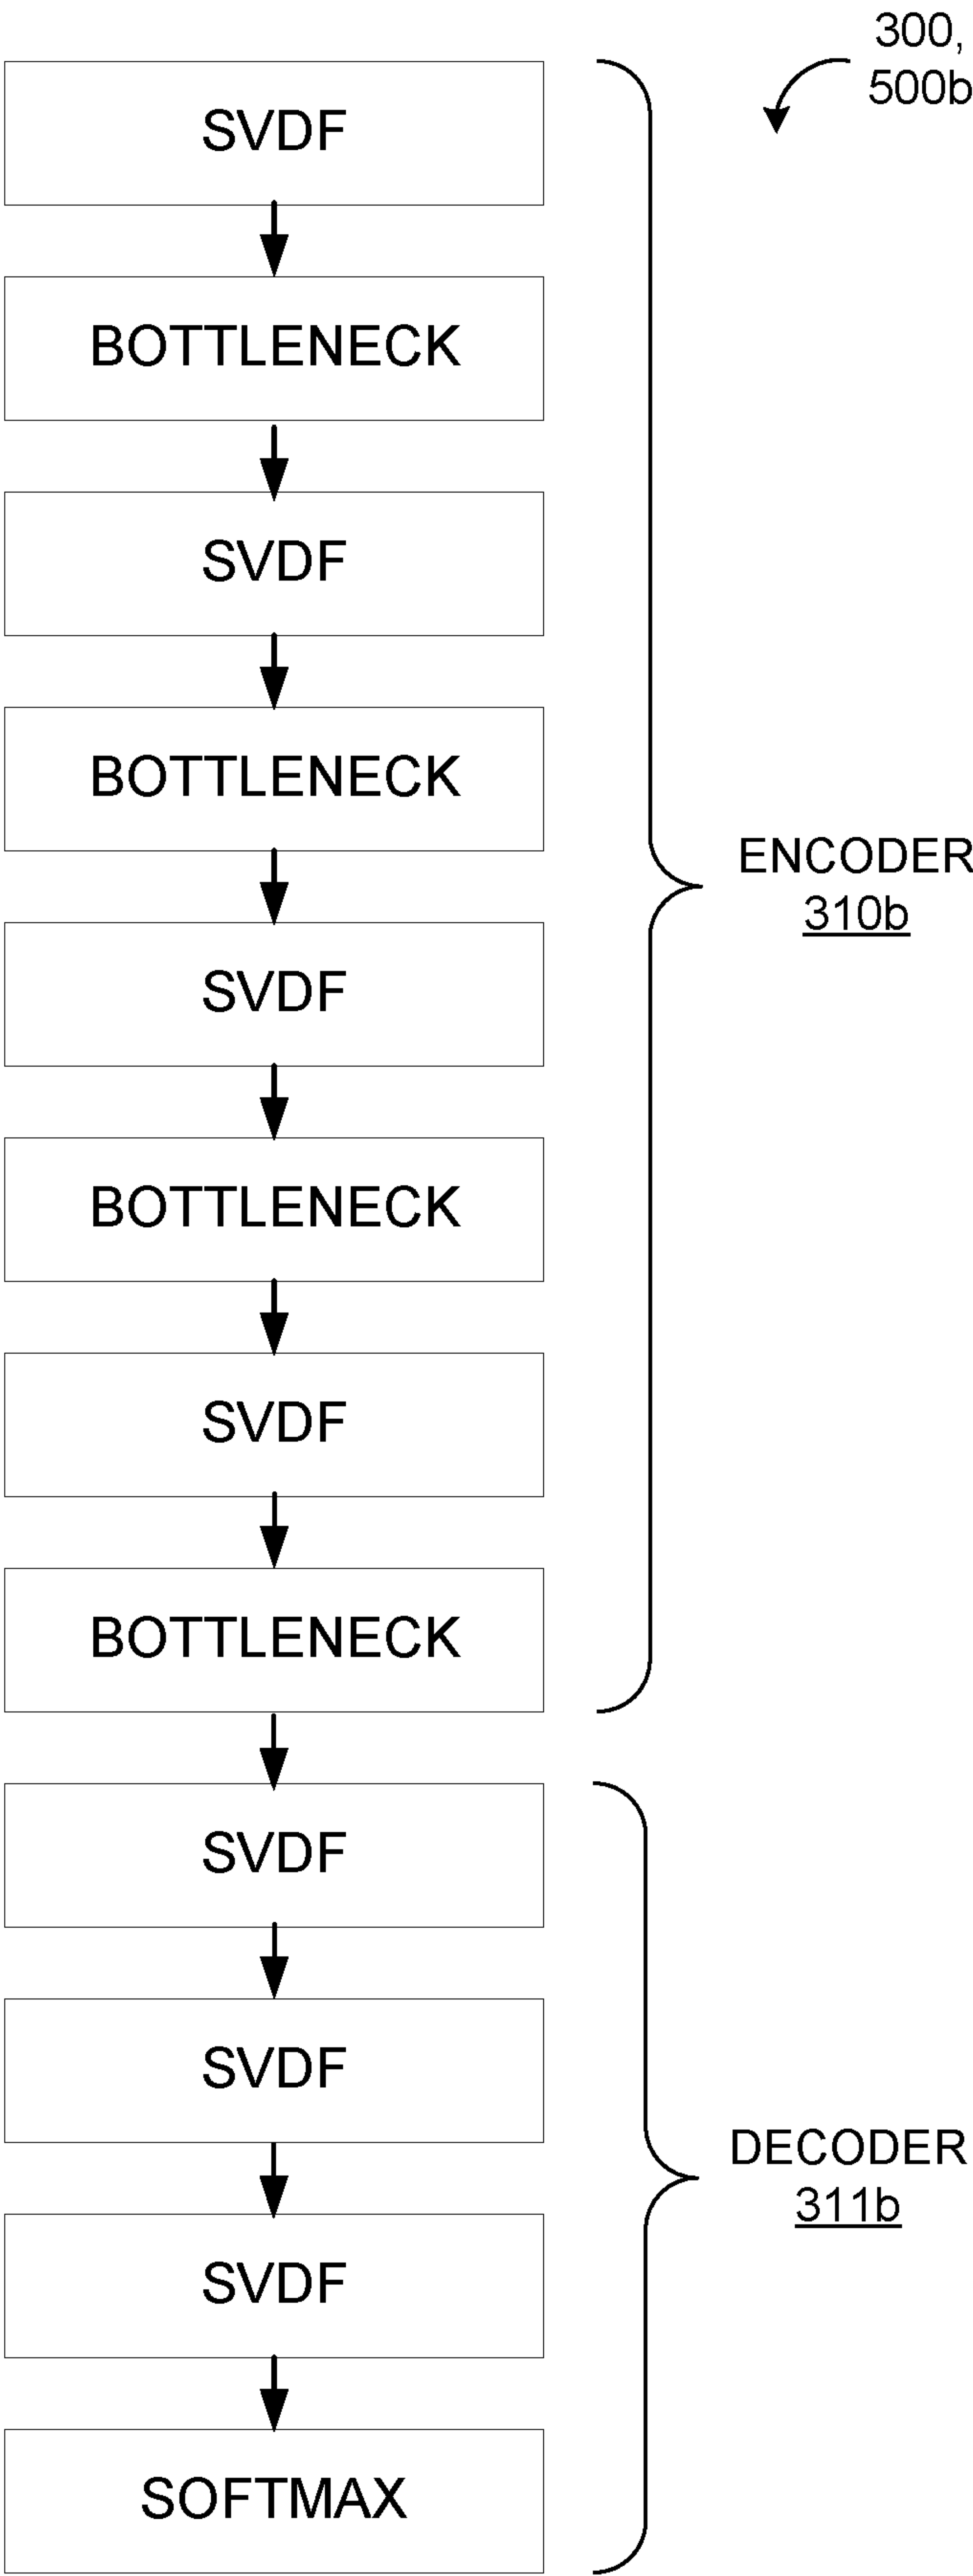 300,
500b
SVDF
BOTTLENECK
SVDF
BOTTLENECK
ENCODER
310b
SVDF
BOTTLENECK
SVDF
BOTTLENECK
SVDF
SVDF
DECODER
311b
SVDF
SOFTMAX